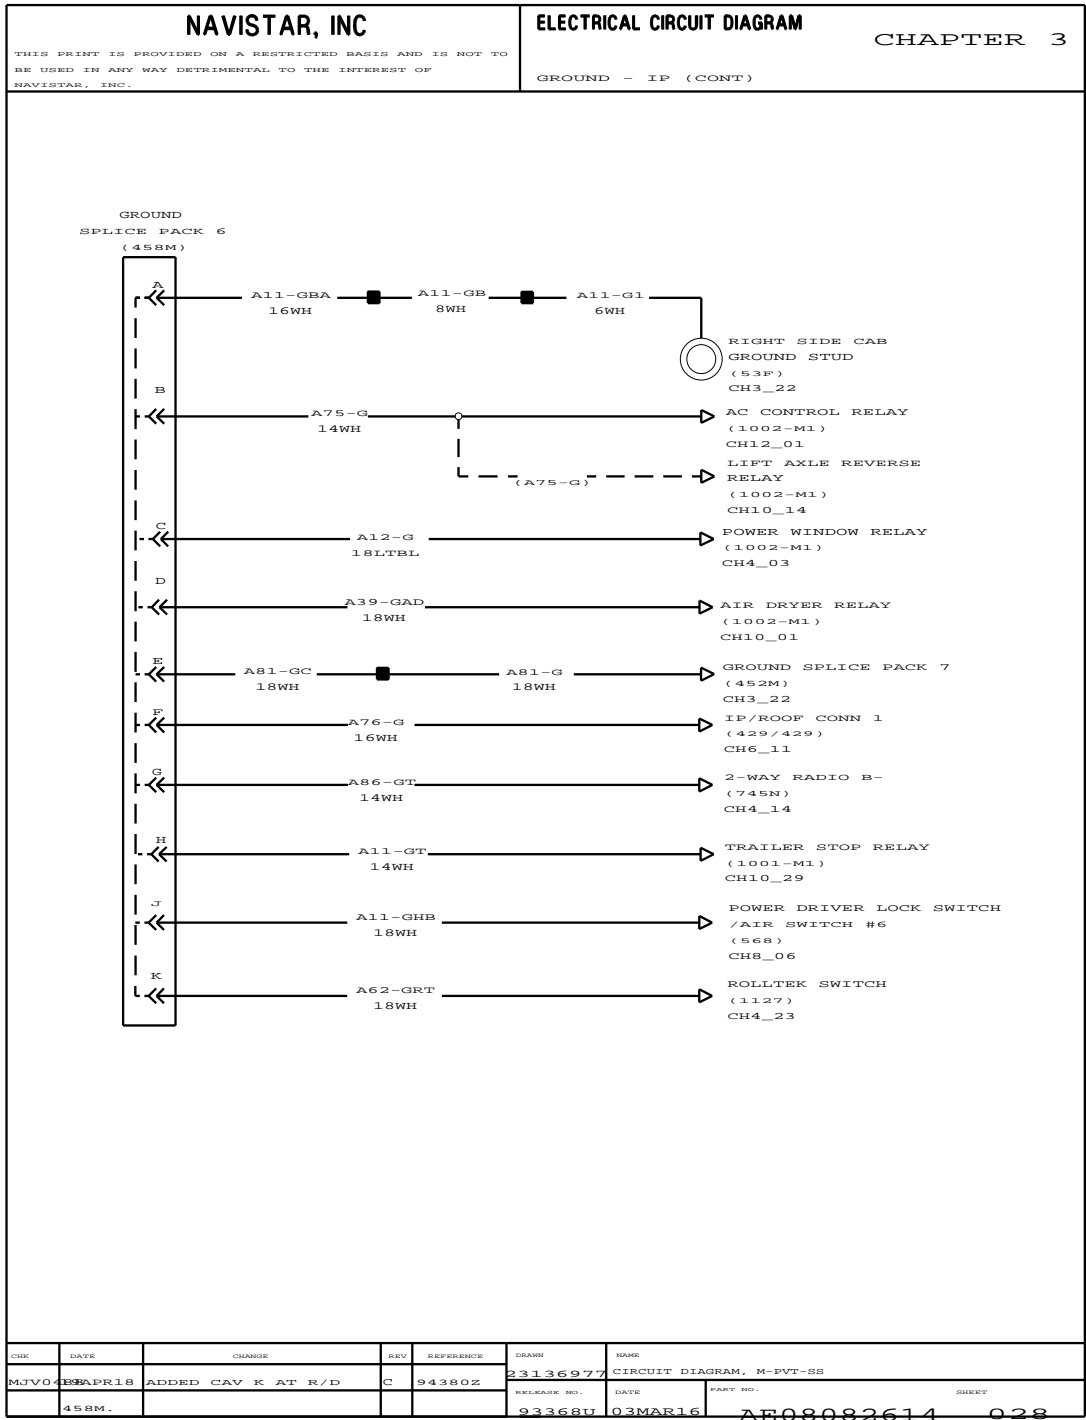 NAVISTAR, INC
THIS PRINT IS PROVIDED ON A RESTRICTED BASIS AND IS NOT TO
BE USED IN ANY WAY DETRIMENTAL TO THE INTEREST OF
NAVISTAR, INC.
ELECTRICAL CIRCUIT DIAGRAM
CHAPTER 3
GROUND - IP (CONT)
GROUND
SPLICE PACK 6
(458M)
A
A11-GBA
16WH
A11-GB
8WH
A11-G1
6WH
RIGHT SIDE CAB
GROUND STUD
(53F)
CH3_22
B
A75-G
14WH
AC CONTROL RELAY
(1002-M1)
CH12_01
(A75-G)
LIFT AXLE REVERSE
RELAY
(1002-M1)
CH10_14
C
A12-G
18LTBL
POWER WINDOW RELAY
(1002-M1)
CH4_03
D
A39-GAD
18WH
AIR DRYER RELAY
(1002-M1)
CH10_01
E
A81-GC
18WH
A81-G
18WH
GROUND SPLICE PACK 7
(452M)
CH3_22
F
A76-G
16WH
IP/ROOF CONN 1
(429/429)
CH6_11
G
A86-GT
14WH
2-WAY RADIO B-
(745N)
CH4_14
H
A11-GT
14WH
TRAILER STOP RELAY
(1001-M1)
CH10_29
J
A11-GHB
18WH
POWER DRIVER LOCK SWITCH
/AIR SWITCH #6
(568)
CH8_06
K
A62-GRT
18WH
ROLLTEK SWITCH
(1127)
CH4_23
CHK DATE CHANGE REV REFERENCE
ADDED CAV K AT R/D C 94380Z
458M.
DRAWN
23136977
NAME
CIRCUIT DIAGRAM, M-PVT-SS
RELEASE NO.
93368U
DATE
03MAR16
PART NO.
AE08082614
SHEET
028